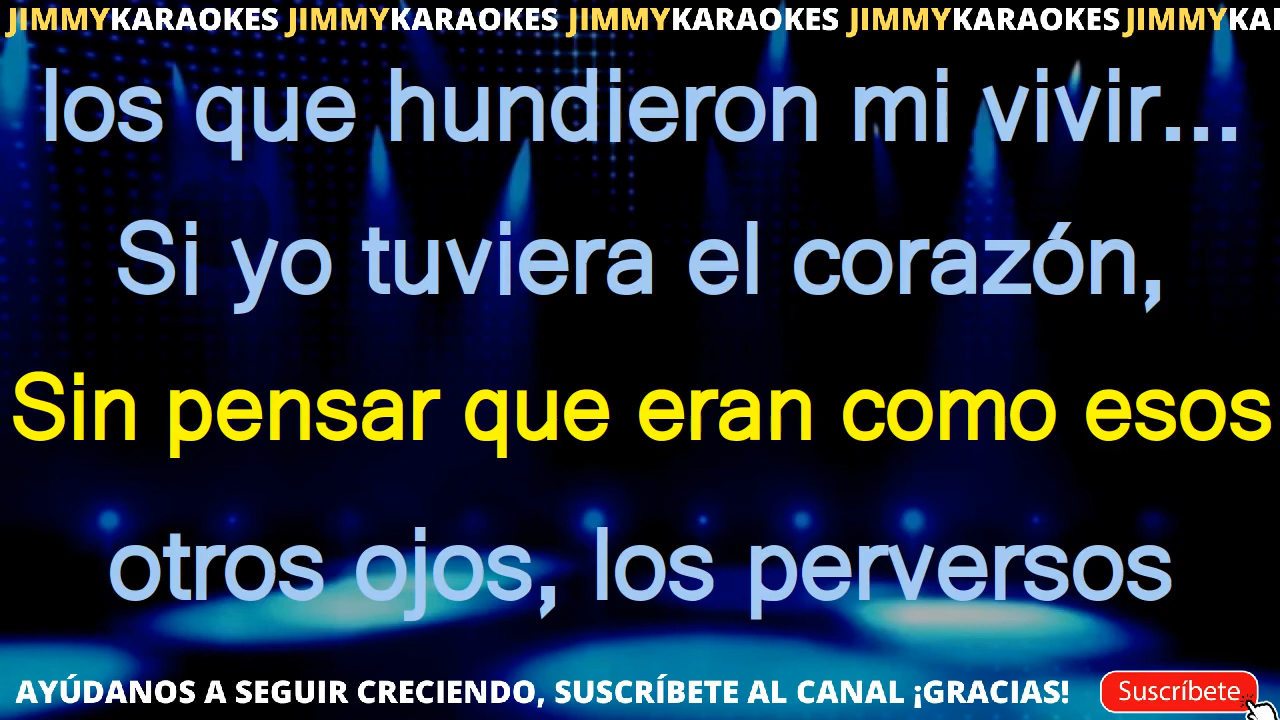 JIMMYKARAOKES JIMMYKARAOKES JIMMYKARAOKES JIMMYKARAOKES JIMMYKA
los que hundieron mi vivir...
Si yo tuviera el corazón,
Sin pensar que eran como esos
otros ojos, los perversos
AYÚDANOS A SEGUIR CRECIENDO, SUSCRÍBETE AL CANAL ¡GRACIAS! Suscríbete